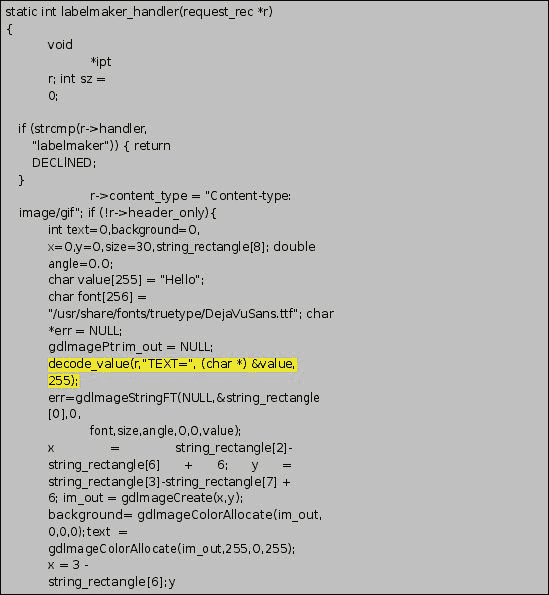 static int labelmaker_handler(request_rec *r)
{
void
*ipt
r; int sz =
0;
if (strcmp(r->handler,
"labelmaker")) { return
DECLINED;
}
r->content_type = "Content-type:
image/gif"; if (!r->header_only){
int text=0,background=0,
x=0,y=0,size=30,string_rectangle[8]; double
angle=0.0;
char value[255] = "Hello";
char font[256] =
"/usr/share/fonts/truetype/DejaVuSans.ttf"; char
*err = NULL;
gdImagePtr im_out = NULL;
decode_value(r,"TEXT=", (char *) &value,
255);
err=gdImageStringFT(NULL,&string_rectangle
[0],0,
font,size,angle,0,0,value);
x = string_rectangle[2]-
string_rectangle[6] + 6; y =
string_rectangle[3]-string_rectangle[7] +
6; im_out = gdImageCreate(x,y);
background= gdImageColorAllocate(im_out,
0,0,0); text =
gdImageColorAllocate(im_out,255,0,255);
x = 3 -
string_rectangle[6]; y